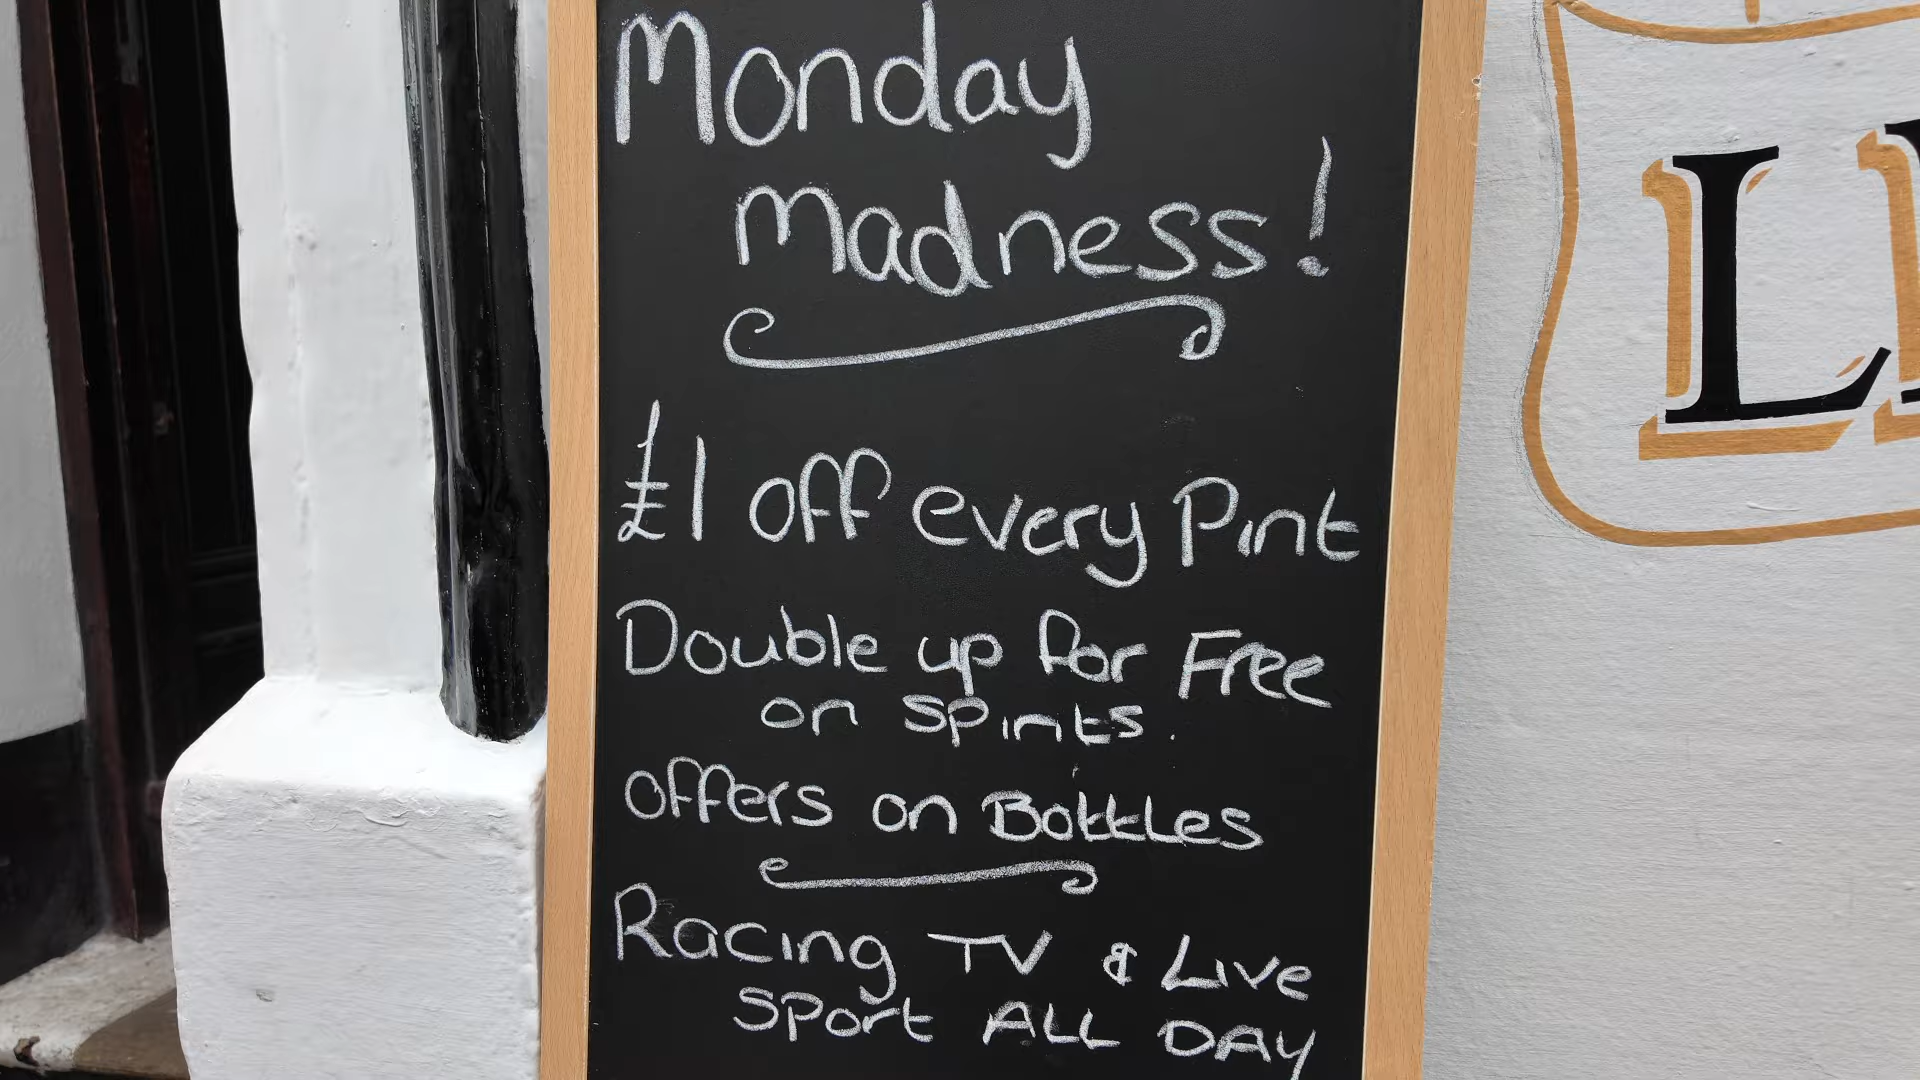 Monday
Madness!
£1 off every Pint
Double up for Free
on spirits.
offers on Bottles
Racing TV & Live
Sport ALL DAY
L